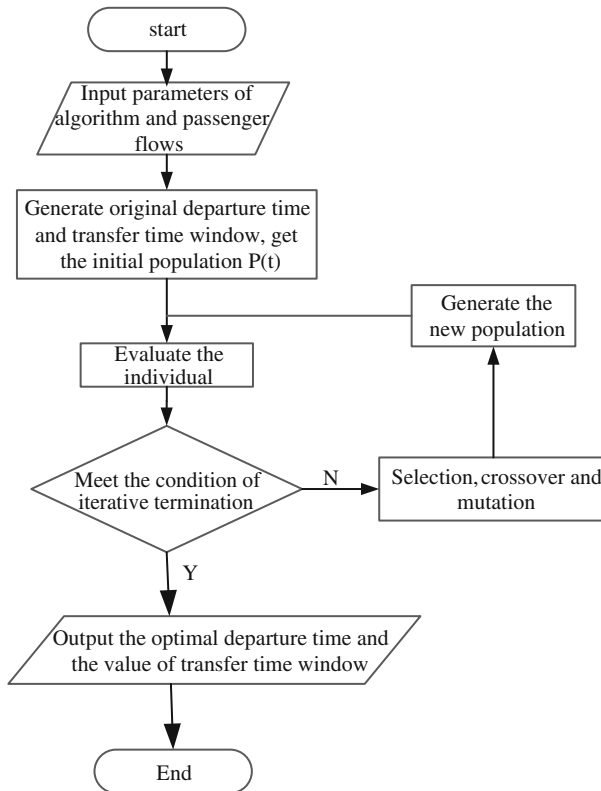 start
Input parameters of
algorithm and passenger
flows
Generate original departure time
and transfer time window, get
the initial population P(t)
Generate the
new population
Evaluate the
individual
Meet the condition of
iterative termination
N
Selection, crossover and
mutation
Y
Output the optimal departure time and
the value of transfer time window
End